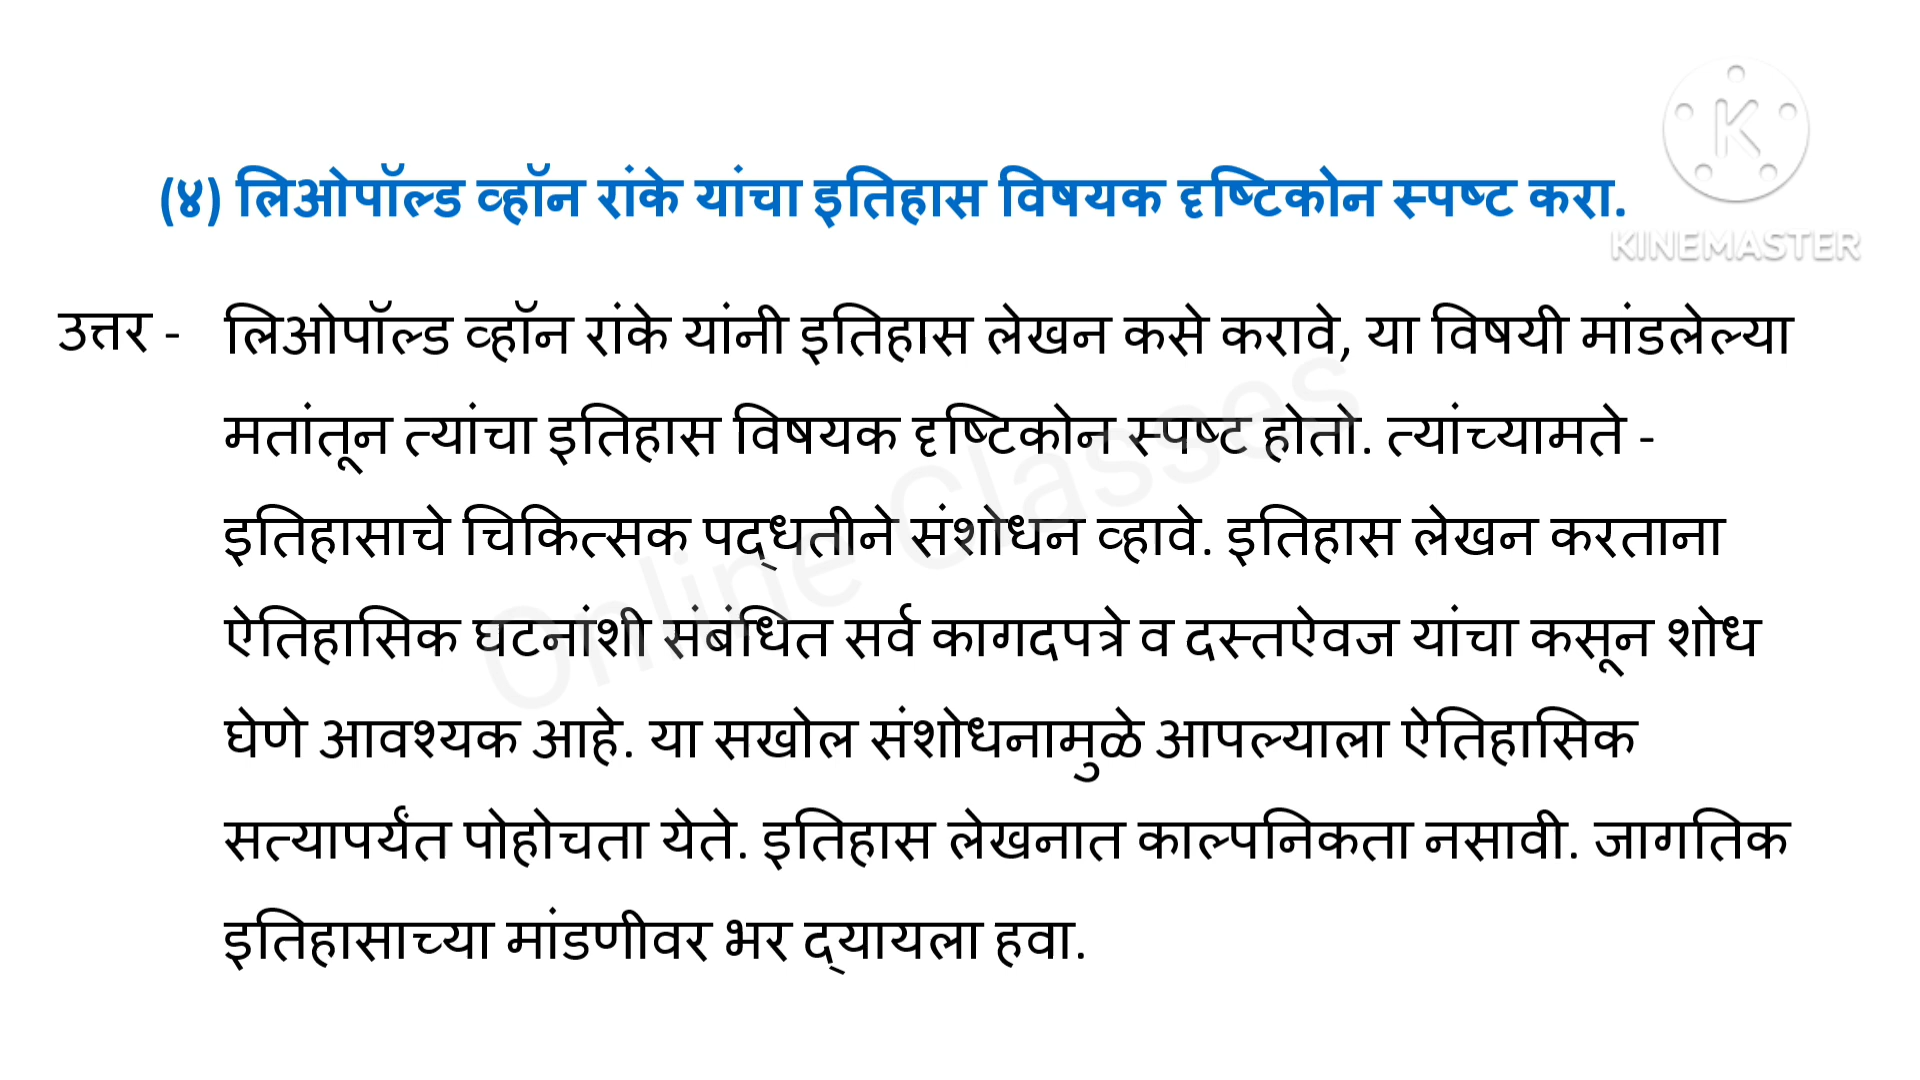 (४) लिओपॉल्ड व्हॉन रांके यांचा इतिहास विषयक दृष्टिकोन स्पष्ट करा.
KINEMASTER
उत्तर - लिओपॉल्ड व्हॉन रांके यांनी इतिहास लेखन कसे करावे, या विषयी मांडलेल्या
मतांतून त्यांचा इतिहास विषयक दृष्टिकोन स्पष्ट होतो. त्यांच्यामते -
इतिहासाचे चिकित्सक पद्धतीने संशोधन व्हावे. इतिहास लेखन करताना
ऐतिहासिक घटनांशी संबंधित सर्व कागदपत्रे व दस्तऐवज यांचा कसून शोध
घेणे आवश्यक आहे. या सखोल संशोधनामुळे आपल्याला ऐतिहासिक
सत्यापर्यंत पोहोचता येते. इतिहास लेखनात काल्पनिकता नसावी. जागतिक
इतिहासाच्या मांडणीवर भर द्यायला हवा.
Online Classes